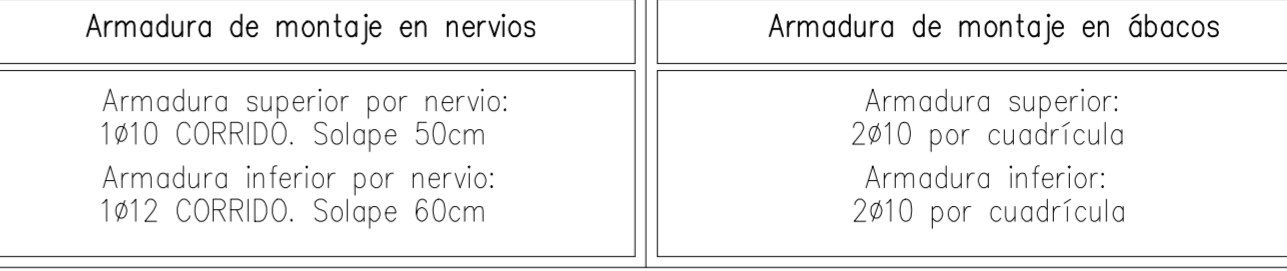 Armadura de montaje en nervios
Armadura superior por nervio:
1ø10 CORRIDO. Solape 50cm
Armadura inferior por nervio:
1ø12 CORRIDO. Solape 60cm
Armadura de montaje en ábacos
Armadura superior:
2ø10 por cuadrícula
Armadura inferior:
2ø10 por cuadrícula